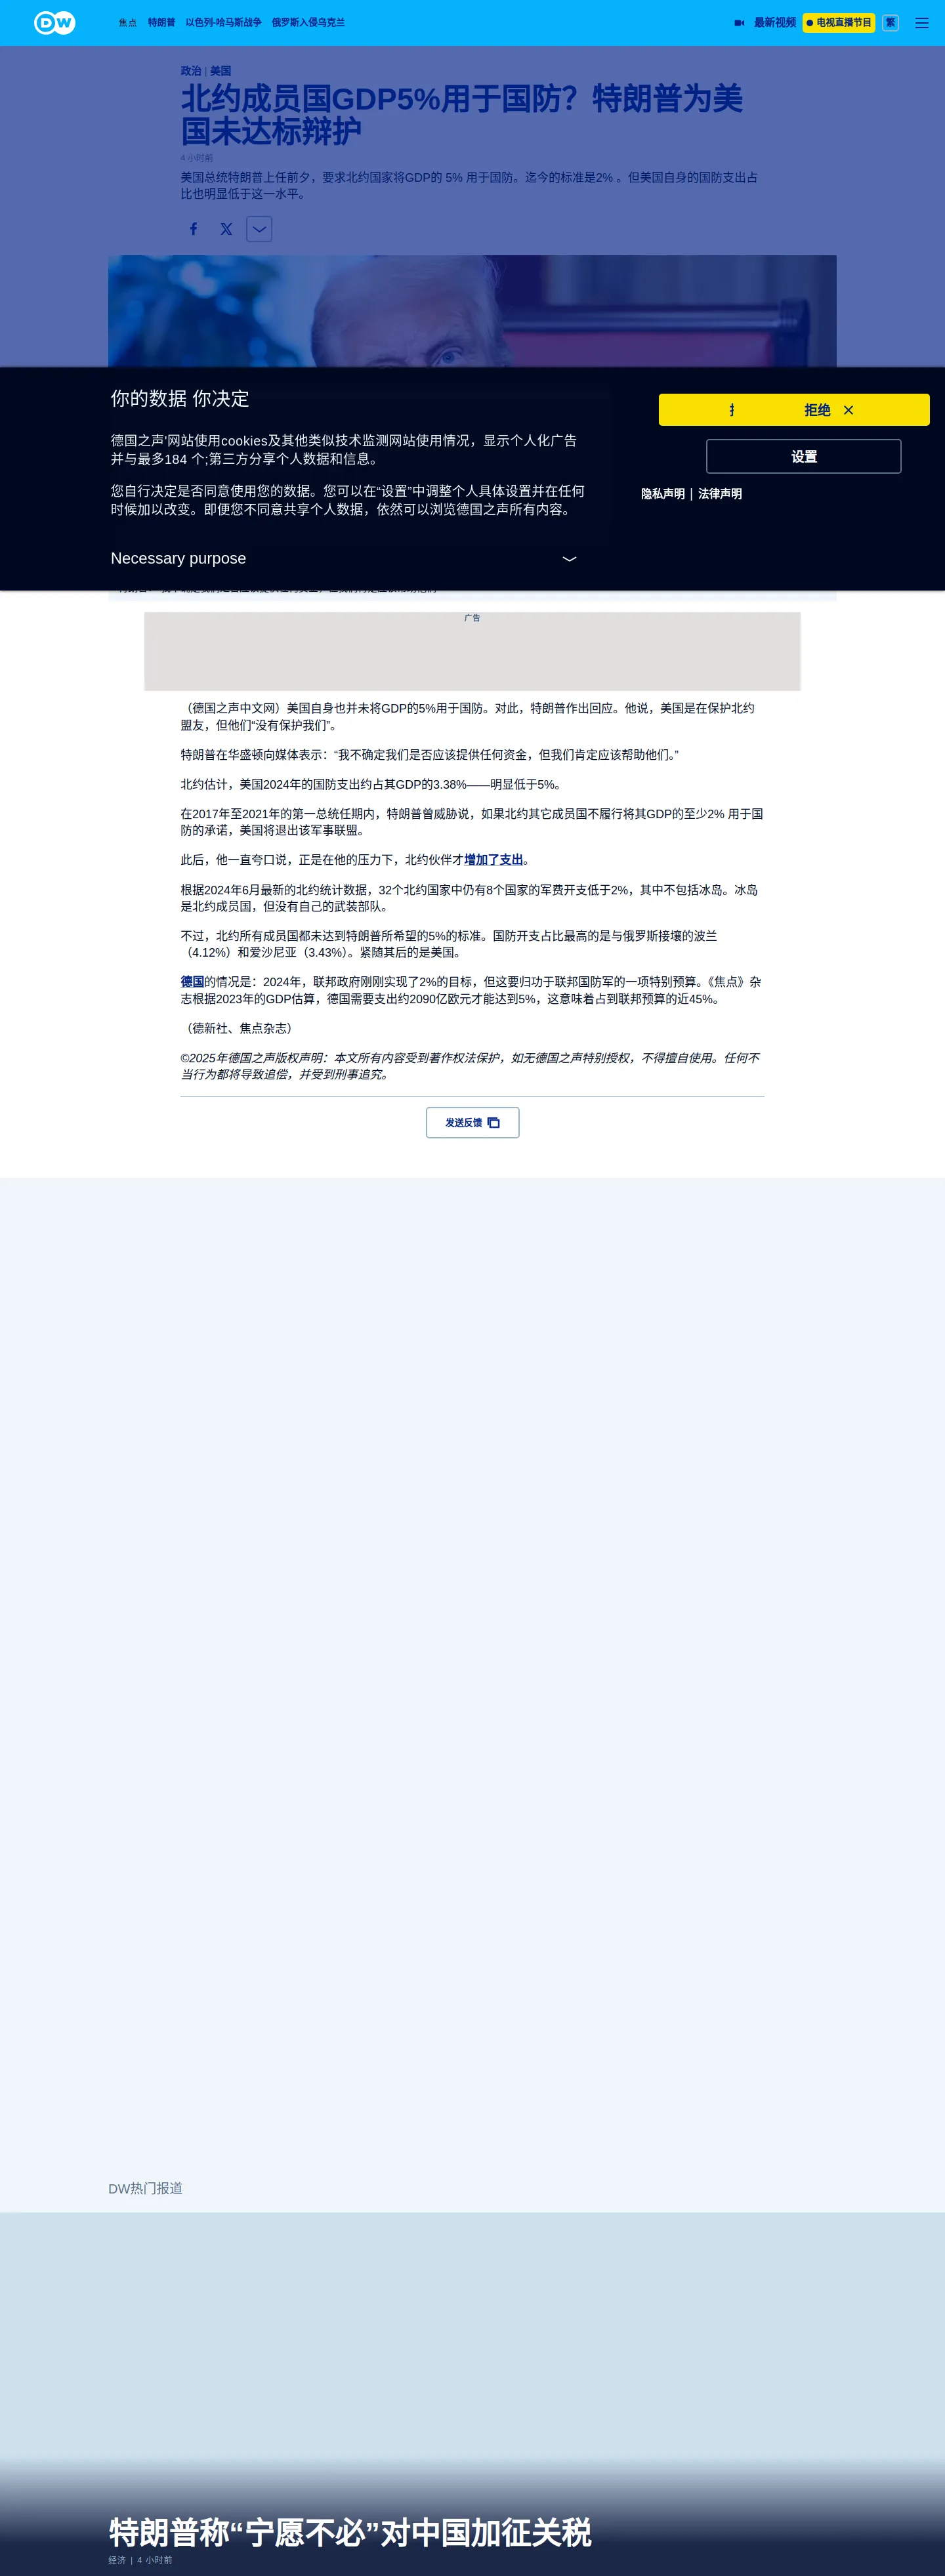 DW
焦点 特朗普 以色列-哈马斯战争 俄罗斯入侵乌克兰
最新视频 电视直播节目 繁
政治 | 美国
北约成员国GDP5%用于国防？特朗普为美
国未达标辩护
4 小时前
美国总统特朗普上任前夕，要求北约国家将GDP的 5% 用于国防。迄今的标准是2% 。但美国自身的国防支出占
比也明显低于这一水平。
你的数据 你决定
德国之声'网站使用cookies及其他类似技术监测网站使用情况，显示个人化广告
并与最多184 个;第三方分享个人数据和信息。
您自行决定是否同意使用您的数据。您可以在“设置”中调整个人具体设置并在任何
时候加以改变。即便您不同意共享个人数据，依然可以浏览德国之声所有内容。
Necessary purpose
拒绝
设置
隐私声明 | 法律声明
广告
（德国之声中文网）美国自身也并未将GDP的5%用于国防。对此，特朗普作出回应。他说，美国是在保护北约
盟友，但他们“没有保护我们”。
特朗普在华盛顿向媒体表示：“我不确定我们是否应该提供任何资金，但我们肯定应该帮助他们。”
北约估计，美国2024年的国防支出约占其GDP的3.38%——明显低于5%。
在2017年至2021年的第一总统任期内，特朗普曾威胁说，如果北约其它成员国不履行将其GDP的至少2% 用于国
防的承诺，美国将退出该军事联盟。
此后，他一直夸口说，正是在他的压力下，北约伙伴才增加了支出。
根据2024年6月最新的北约统计数据，32个北约国家中仍有8个国家的军费开支低于2%，其中不包括冰岛。冰岛
是北约成员国，但没有自己的武装部队。
不过，北约所有成员国都未达到特朗普所希望的5%的标准。国防开支占比最高的是与俄罗斯接壤的波兰
（4.12%）和爱沙尼亚（3.43%）。紧随其后的是美国。
德国的情况是：2024年，联邦政府刚刚实现了2%的目标，但这要归功于联邦国防军的一项特别预算。《焦点》杂
志根据2023年的GDP估算，德国需要支出约2090亿欧元才能达到5%，这意味着占到联邦预算的近45%。
（德新社、焦点杂志）
©2025年德国之声版权声明：本文所有内容受到著作权法保护，如无德国之声特别授权，不得擅自使用。任何不
当行为都将导致追偿，并受到刑事追究。
发送反馈
DW热门报道
特朗普称“宁愿不必”对中国加征关税
经济 | 4 小时前